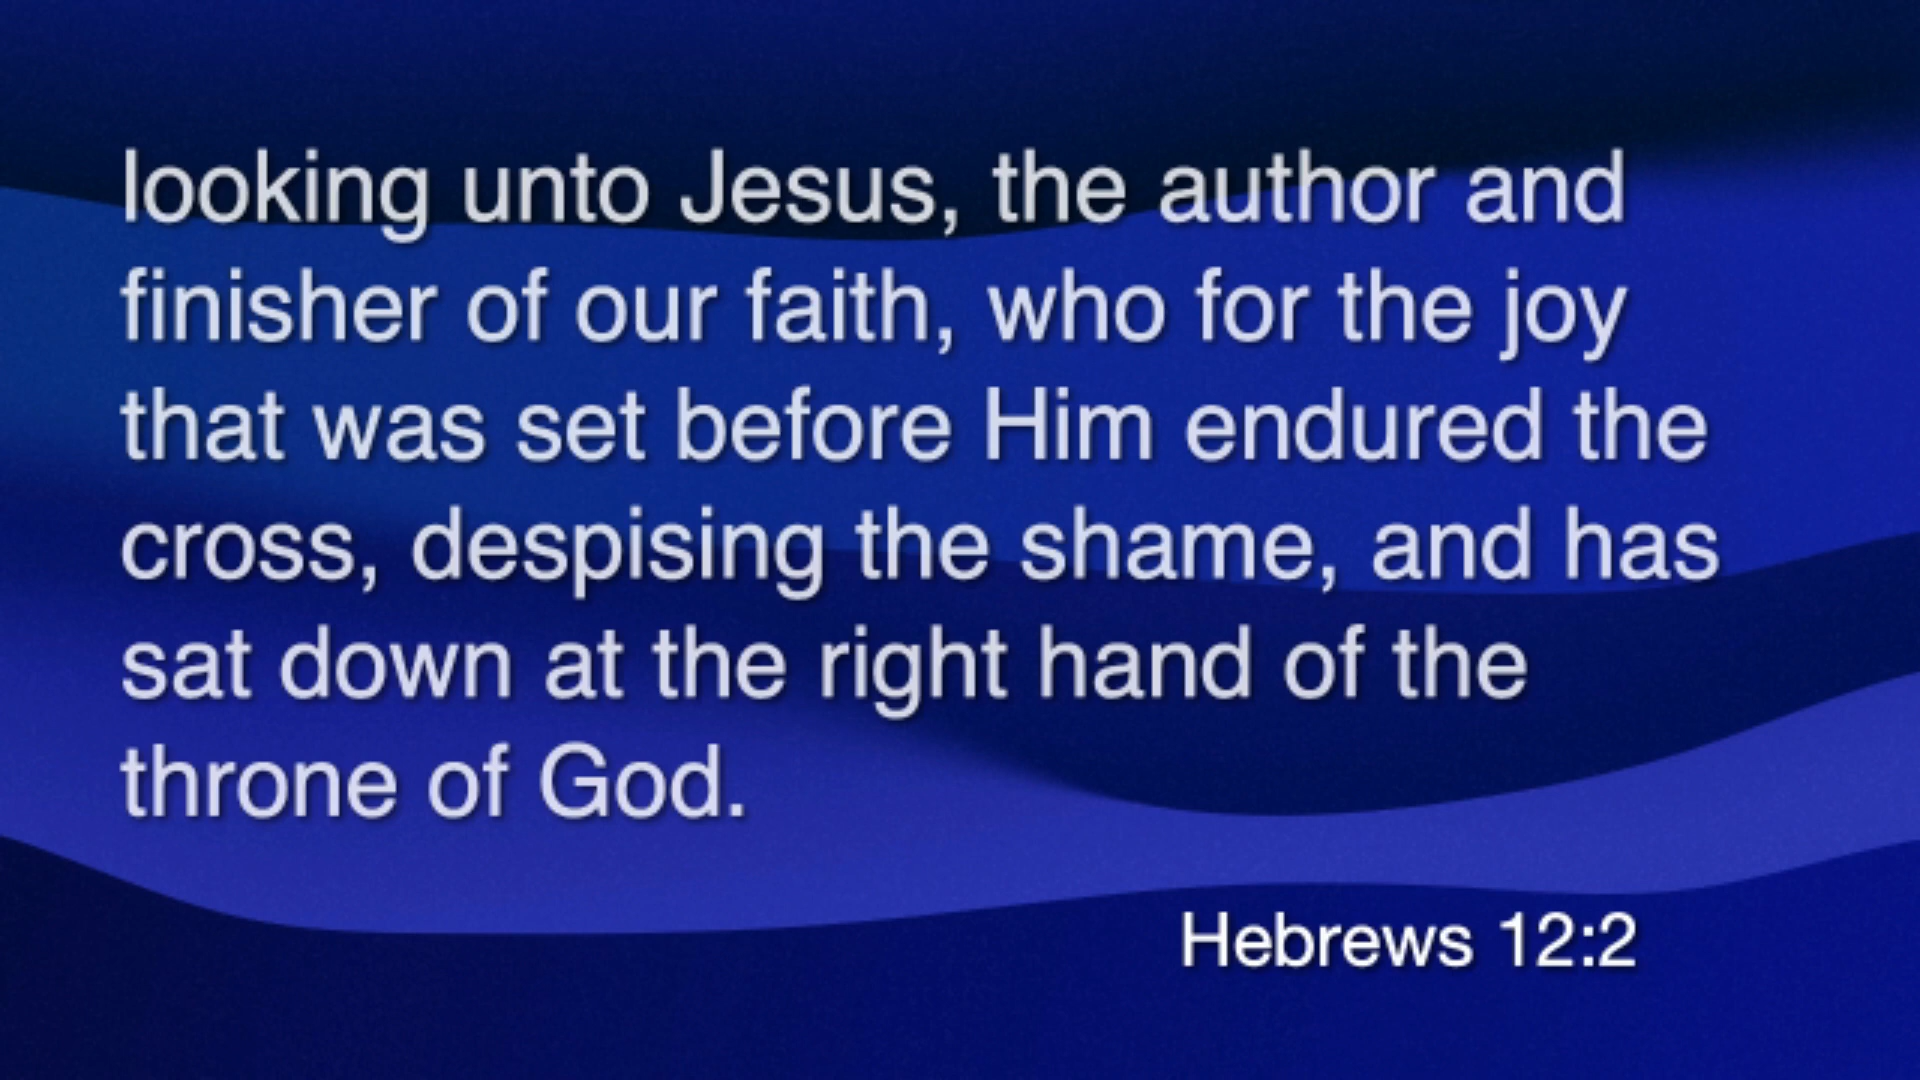 looking unto Jesus, the author and
finisher of our faith, who for the joy
that was set before Him endured the
cross, despising the shame, and has
sat down at the right hand of the
throne of God.
Hebrews 12:2